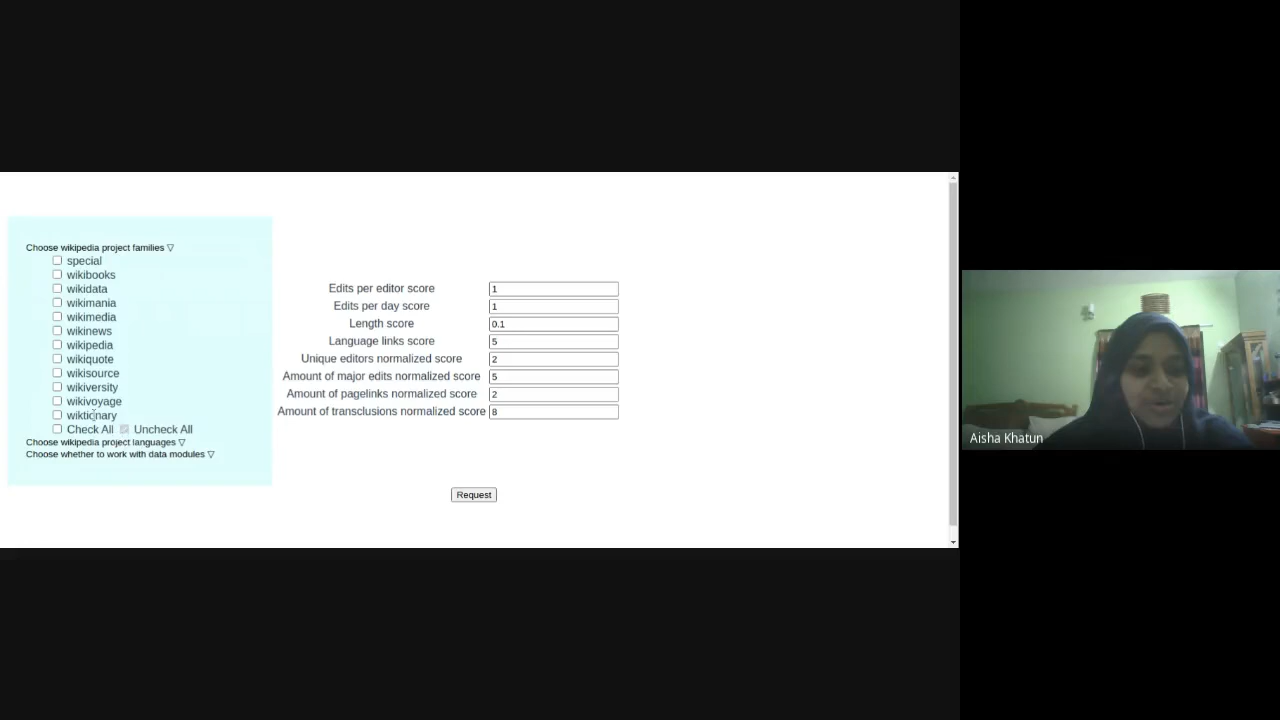 Choose wikipedia project families ▽
special
wikibooks
wikidata
wikimania
wikimedia
wikinews
wikipedia
wikiquote
wikisource
wikiversity
wikivoyage
wiktionary
Check All Uncheck All
Choose wikipedia project languages ▽
Choose whether to work with data modules ▽
Edits per editor score 1
Edits per day score 1
Length score 0.1
Language links score 5
Unique editors normalized score 2
Amount of major edits normalized score 5
Amount of pagelinks normalized score 2
Amount of transclusions normalized score 8
Request
Aisha Khatun